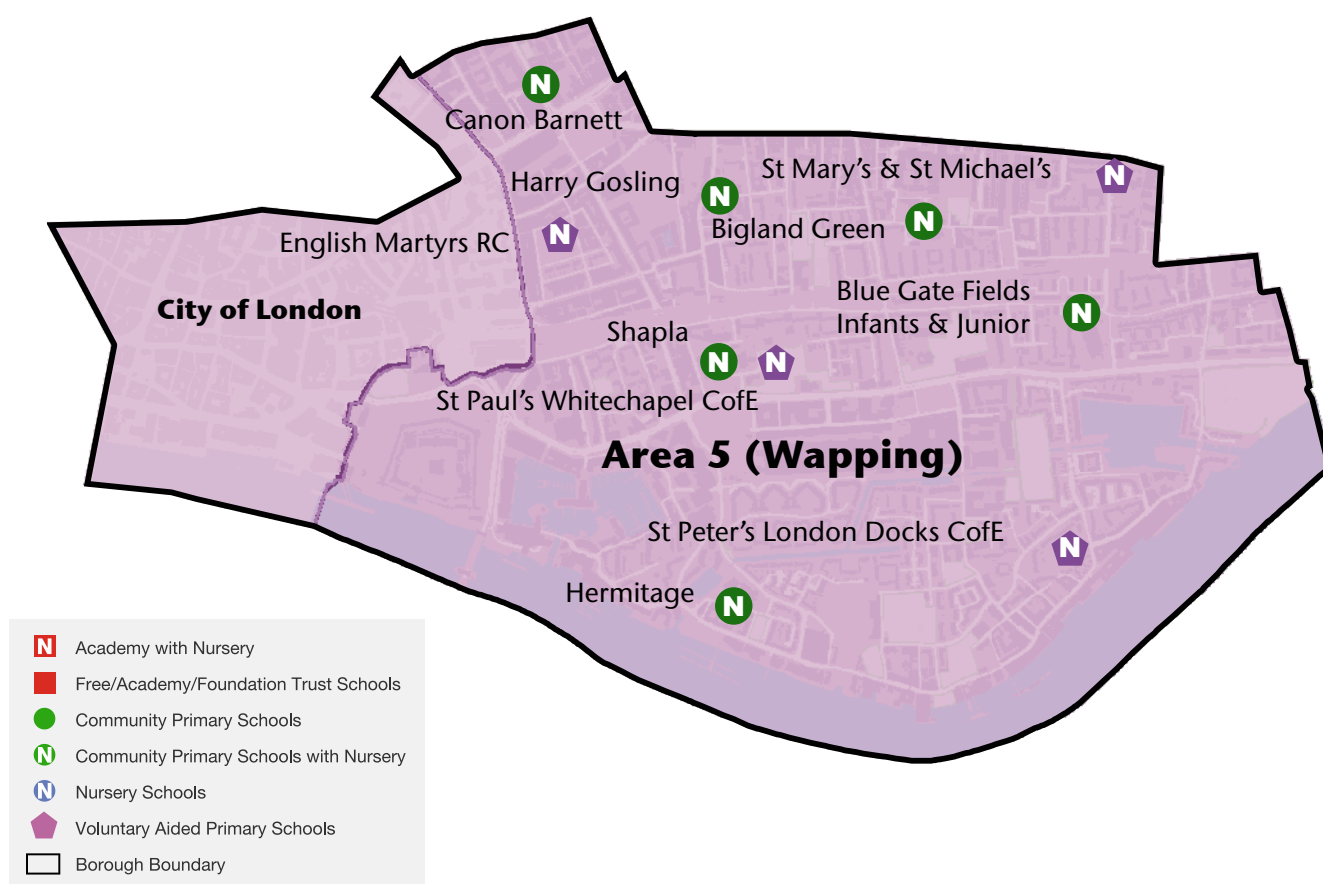 N
Canon Barnett
St Mary's & St Michael's
N
Harry Gosling
N
Bigland Green
N
English Martyrs RC
N
City of London
Blue Gate Fields
Infants & Junior
N
Shapla
N
N
St Paul's Whitechapel CofE
Area 5 (Wapping)
St Peter's London Docks CofE
N
Hermitage
N
N Academy with Nursery
Free/Academy/Foundation Trust Schools
Community Primary Schools
N Community Primary Schools with Nursery
N Nursery Schools
Voluntary Aided Primary Schools
Borough Boundary